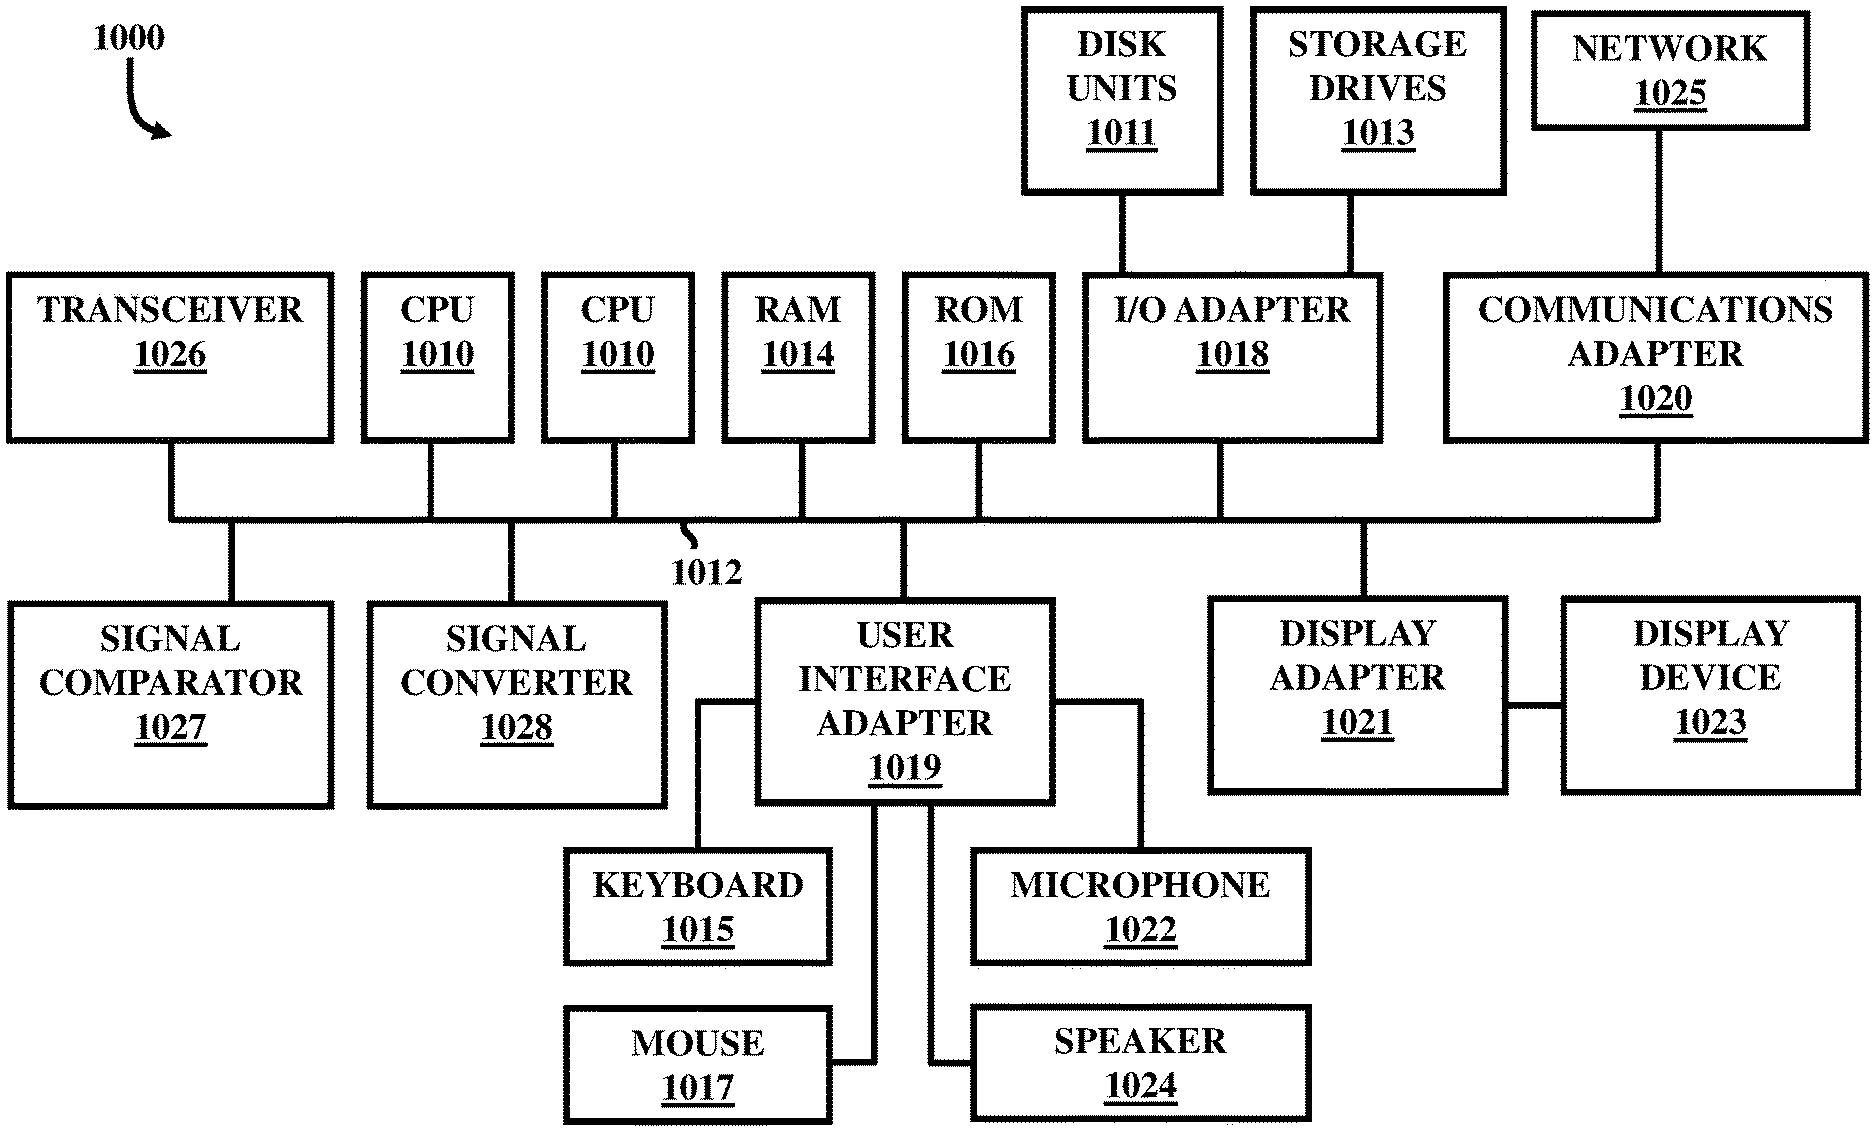 1000
DISK
UNITS
1011
STORAGE
DRIVES
1013
NETWORK
1025
TRANSCEIVER
1026
CPU
1010
CPU
1010
RAM
1014
ROM
1016
I/O ADAPTER
1018
COMMUNICATIONS
ADAPTER
1020
1012
SIGNAL
COMPARATOR
1027
SIGNAL
CONVERTER
1028
USER
INTERFACE
ADAPTER
1019
DISPLAY
ADAPTER
1021
DISPLAY
DEVICE
1023
KEYBOARD
1015
MICROPHONE
1022
MOUSE
1017
SPEAKER
1024